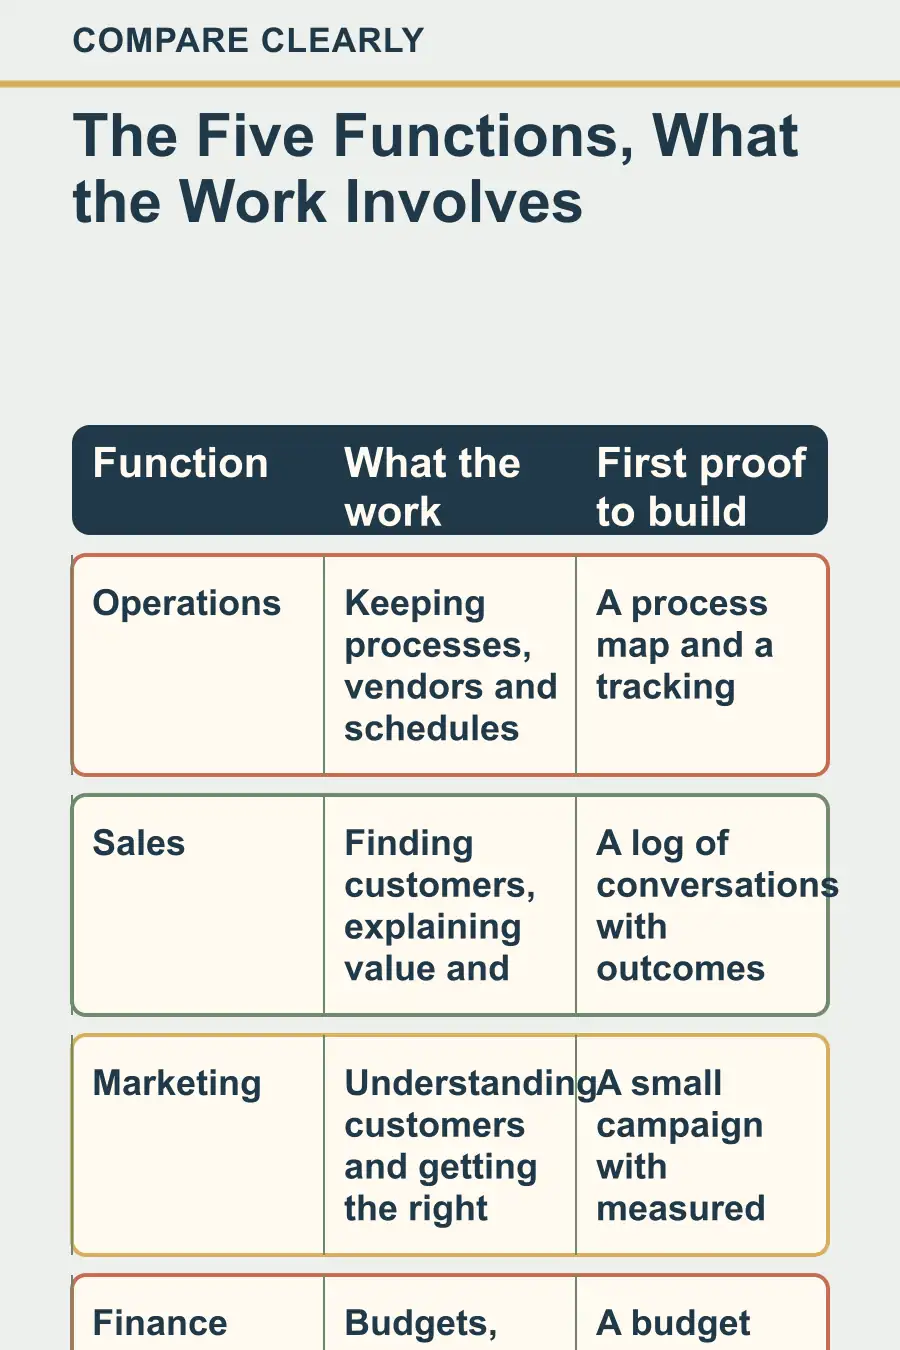 COMPARE CLEARLY
The Five Functions, What
the Work Involves
Function
What the
work
First proof
to build
Operations
Keeping
processes,
vendors and
schedules
A process
map and a
tracking
Sales
Finding
customers,
explaining
value and
A log of
conversations
with
outcomes
Marketing
Understanding
customers
and getting
the right
A small
campaign
with
measured
Finance
Budgets,
A budget